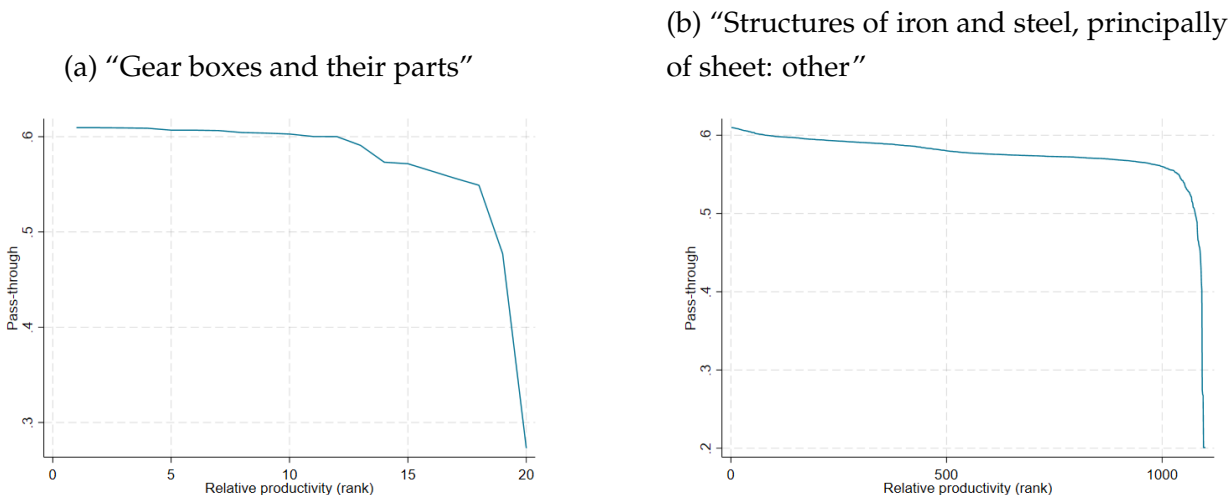 (a) “Gear boxes and their parts”
.6
.5
.4
.3
Pass-through
0
5
10
15
20
Relative productivity (rank)
(b) “Structures of iron and steel, principally
of sheet: other”
.6
.5
.4
.3
.2
Pass-through
0
500
1000
Relative productivity (rank)